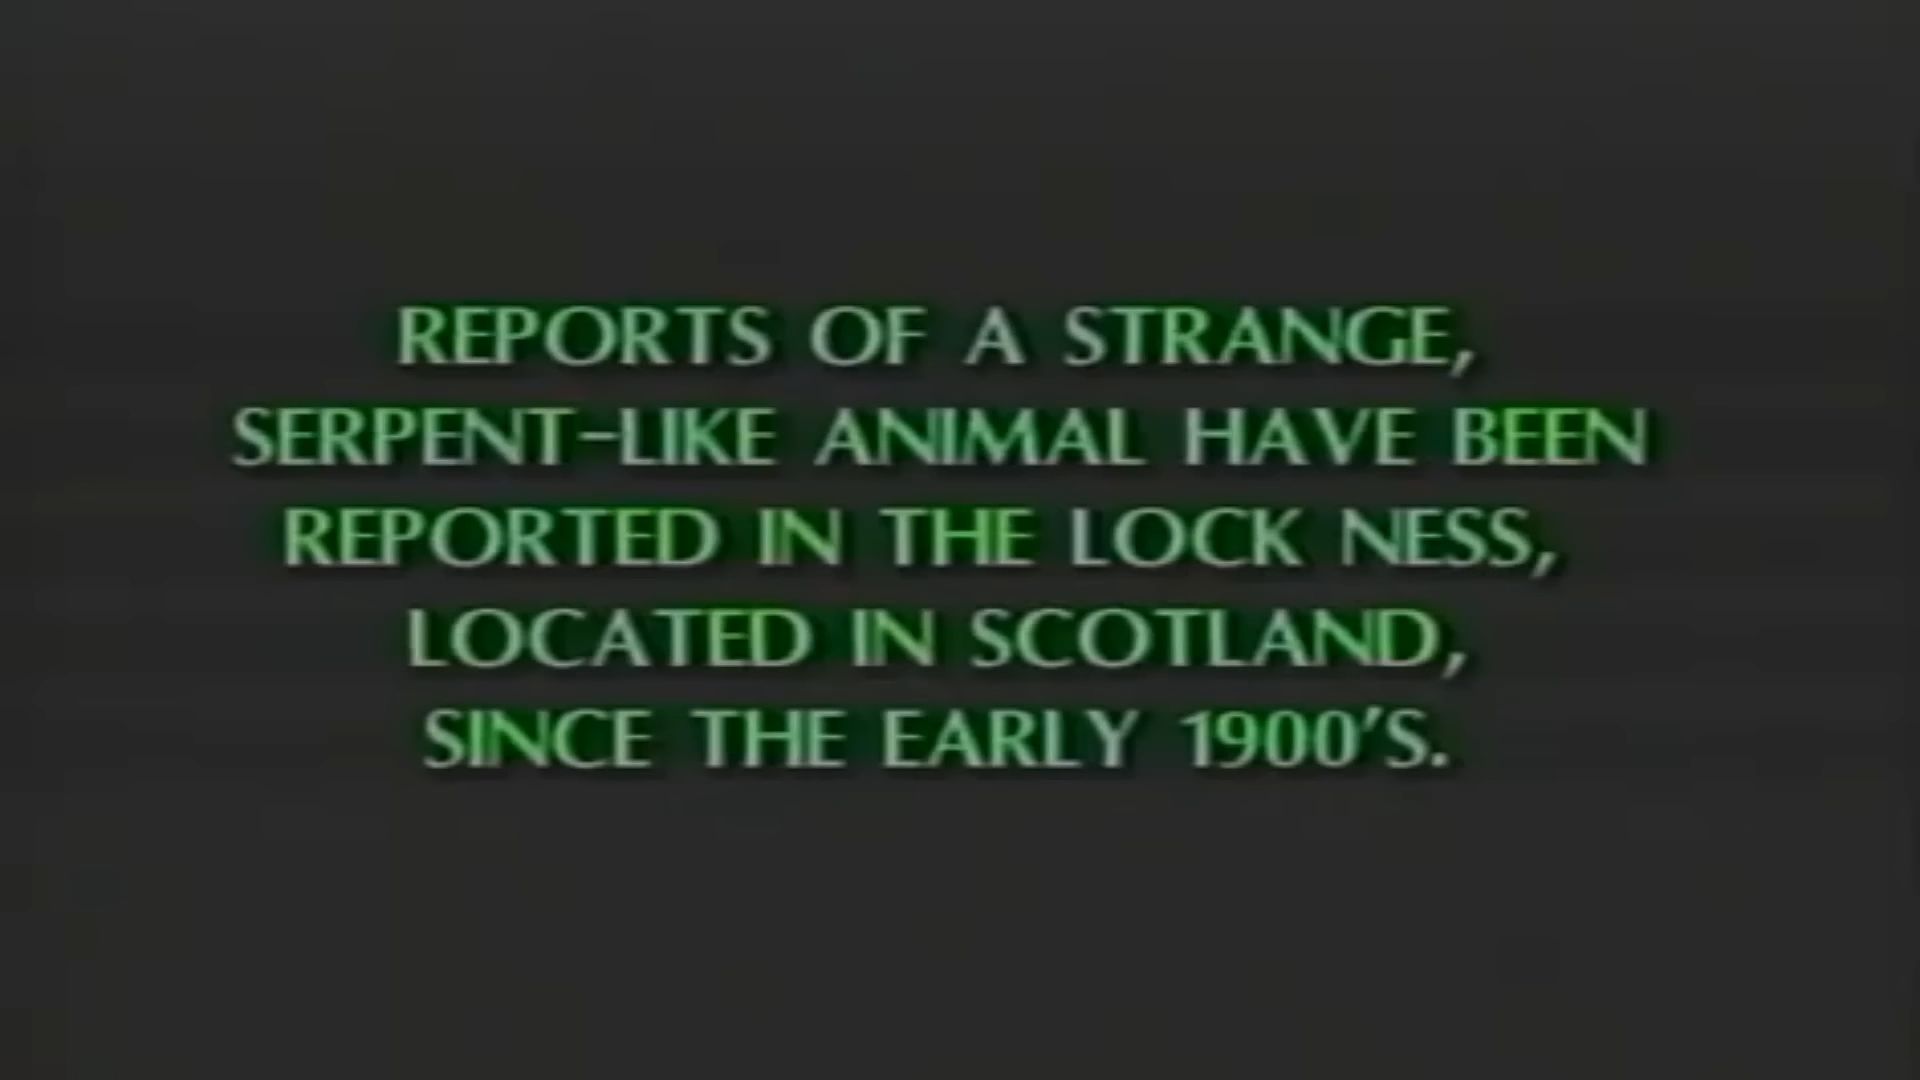 REPORTS OF A STRANGE,
SERPENT-LIKE ANIMAL HAVE BEEN
REPORTED IN THE LOCK NESS,
LOCATED IN SCOTLAND,
SINCE THE EARLY 1900'S.